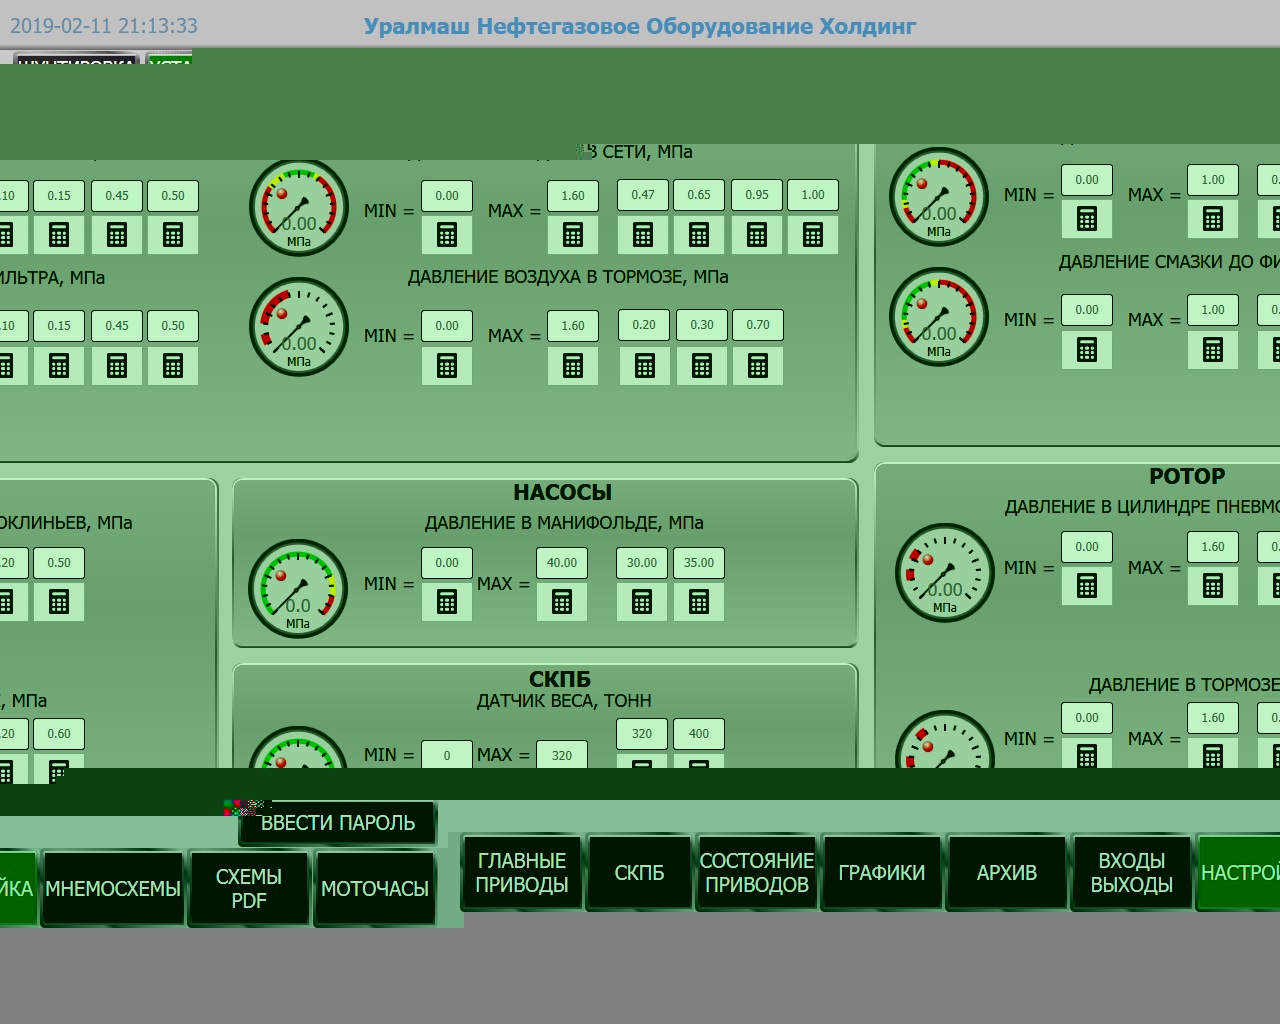 2019-02-11 21:13:33
Уралмаш Нефтегазовое Оборудование Холдинг
В СЕТИ, МПа
.10 0.15 0.45 0.50
0.00
МПа
MIN = 0.00 MAX = 1.60 0.47 0.65 0.95 1.00
0.00
МПа
MIN = 0.00 MAX = 1.00 0.
ИЛЬТРА, МПа
ДАВЛЕНИЕ ВОЗДУХА В ТОРМОЗЕ, МПа
ДАВЛЕНИЕ СМАЗКИ ДО ФИ
.10 0.15 0.45 0.50
0.00
МПа
MIN = 0.00 MAX = 1.60 0.20 0.30 0.70
0.00
МПа
MIN = 0.00 MAX = 1.00 0.
НАСОСЫ
РОТОР
ОКЛИНЬЕВ, МПа
ДАВЛЕНИЕ В МАНИФОЛЬДЕ, МПа
ДАВЛЕНИЕ В ЦИЛИНДРЕ ПНЕВМО
.20 0.50
0.0
МПа
MIN = 0.00 MAX = 40.00 30.00 35.00
0.00
МПа
MIN = 0.00 MAX = 1.60 0.
СКПБ
, МПа
ДАТЧИК ВЕСА, ТОНН
ДАВЛЕНИЕ В ТОРМОЗЕ
.20 0.60
MIN = 0 MAX = 320 320 400
MIN = 0.00 MAX = 1.60 0.
ВВЕСТИ ПАРОЛЬ
ЙКА
МНЕМОСХЕМЫ
СХЕМЫ
PDF
МОТОЧАСЫ
ГЛАВНЫЕ
ПРИВОДЫ
СКПБ
СОСТОЯНИЕ
ПРИВОДОВ
ГРАФИКИ
АРХИВ
ВХОДЫ
ВЫХОДЫ
НАСТРОЙ